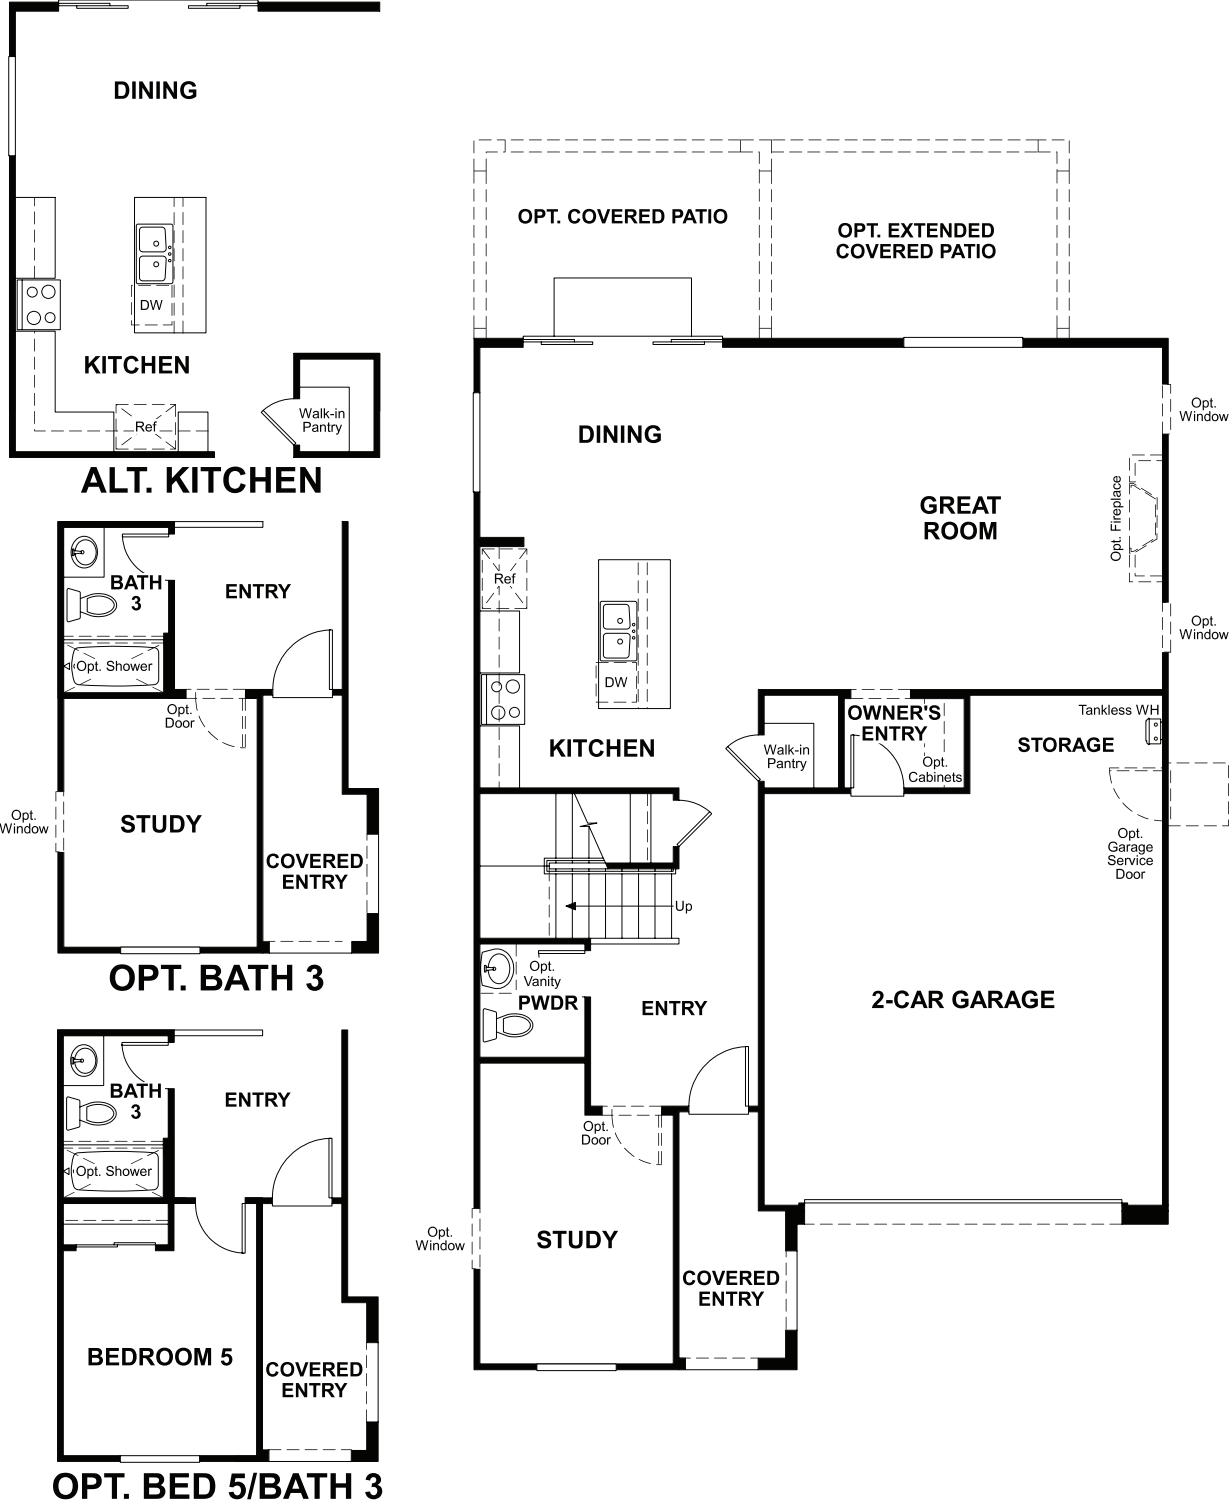 DINING
DW
KITCHEN
Walk-in
Pantry
Ref
ALT. KITCHEN
BATH
3
ENTRY
Opt. Shower
Opt.
Door
Opt.
Window
STUDY
COVERED
ENTRY
OPT. BATH 3
BATH
3
ENTRY
Opt. Shower
BEDROOM 5
COVERED
ENTRY
OPT. BED 5/BATH 3
OPT. COVERED PATIO
OPT. EXTENDED
COVERED PATIO
DINING
GREAT
ROOM
Opt.
Window
Opt. Fireplace
Opt.
Window
Ref
DW
KITCHEN
Walk-in
Pantry
OWNER'S
ENTRY
Opt.
Cabinets
Tankless WH
STORAGE
Opt.
Garage
Service
Door
Up
Opt.
Vanity
PWDR
ENTRY
2-CAR GARAGE
Opt.
Door
Opt.
Window
STUDY
COVERED
ENTRY